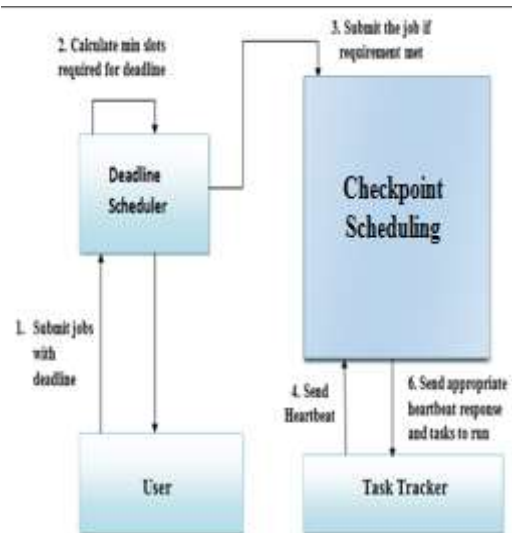 2. Calculate min slots
required for deadline
3. Submit the job if
requirement met
Deadline
Scheduler
Checkpoint
Scheduling
1. Submit jobs
with
deadline
4. Send
Heartbeat
6. Send appropriate
heartbeat response
and tasks to run
User
Task Tracker